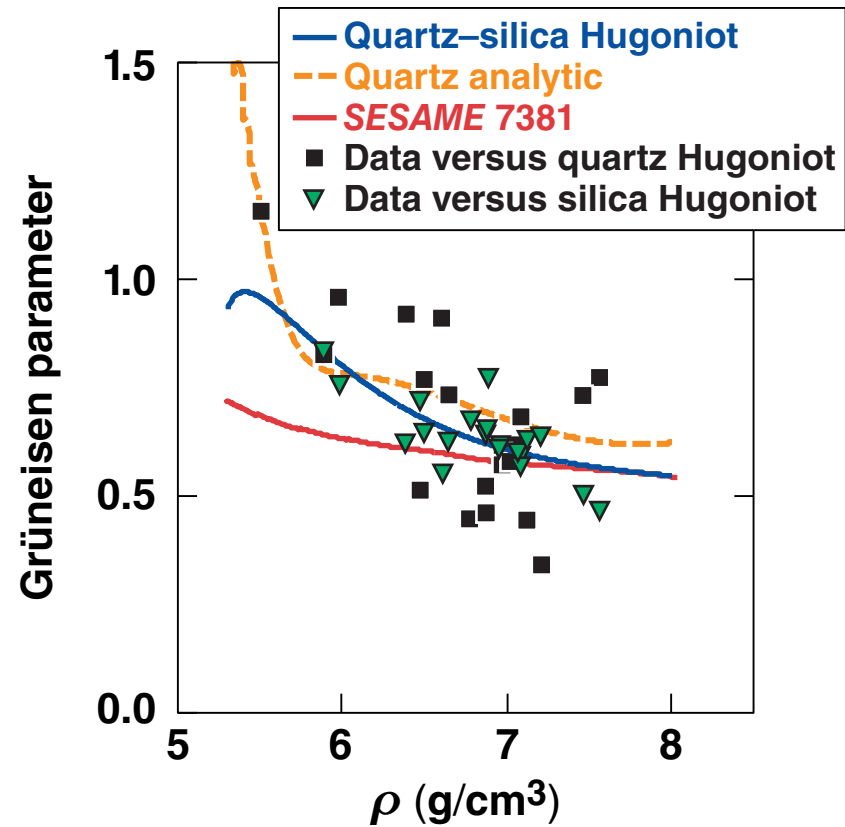 Quartz–silica Hugoniot
Quartz analytic
SESAME 7381
Data versus quartz Hugoniot
Data versus silica Hugoniot
1.5
1.0
0.5
0.0
Grüneisen parameter
5 6 7 8
ρ (g/cm³)